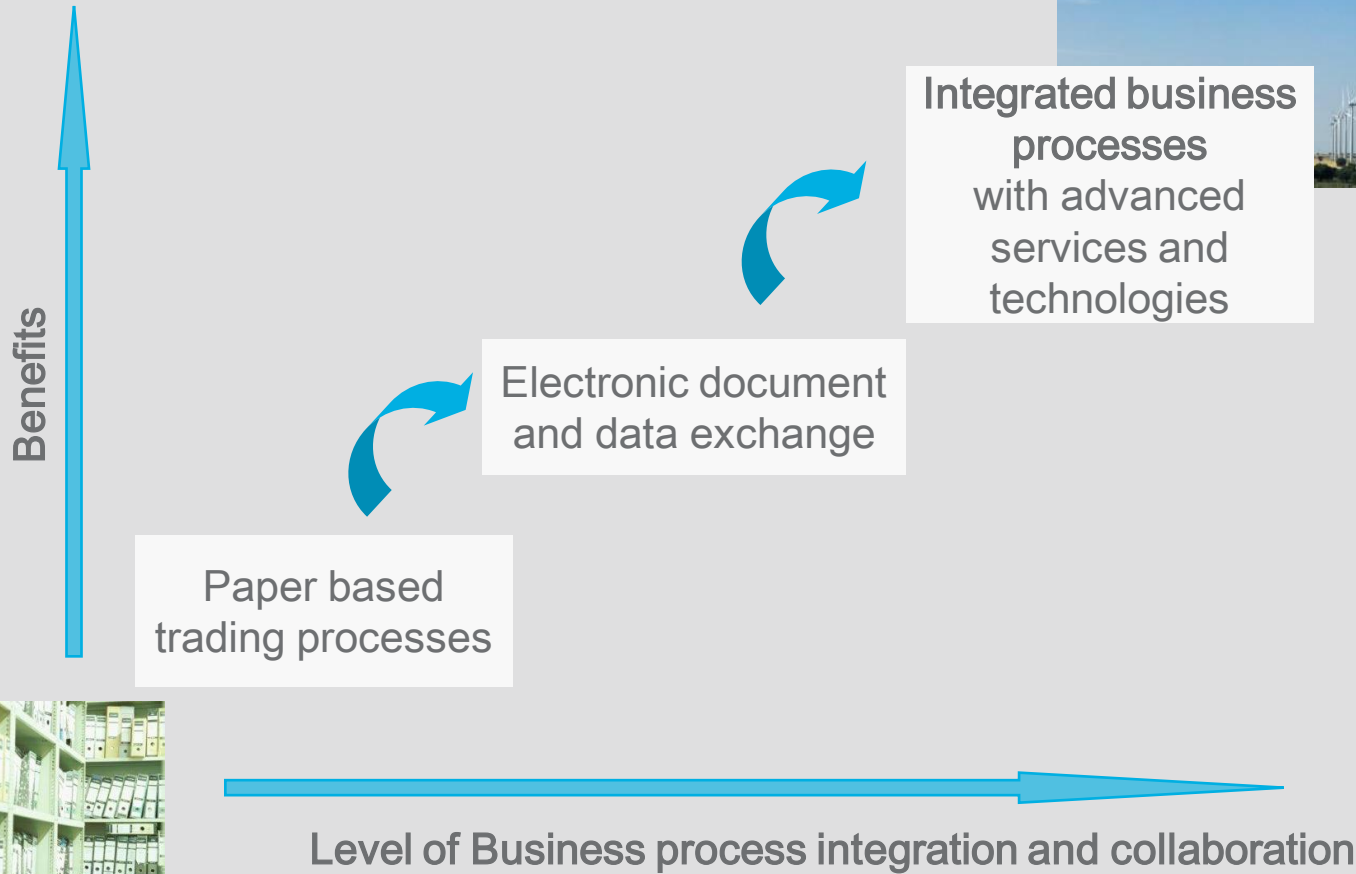 Integrated business
processes
with advanced
services and
technologies
Benefits
Electronic document
and data exchange
Paper based
trading processes
Level of Business process integration and collaboration